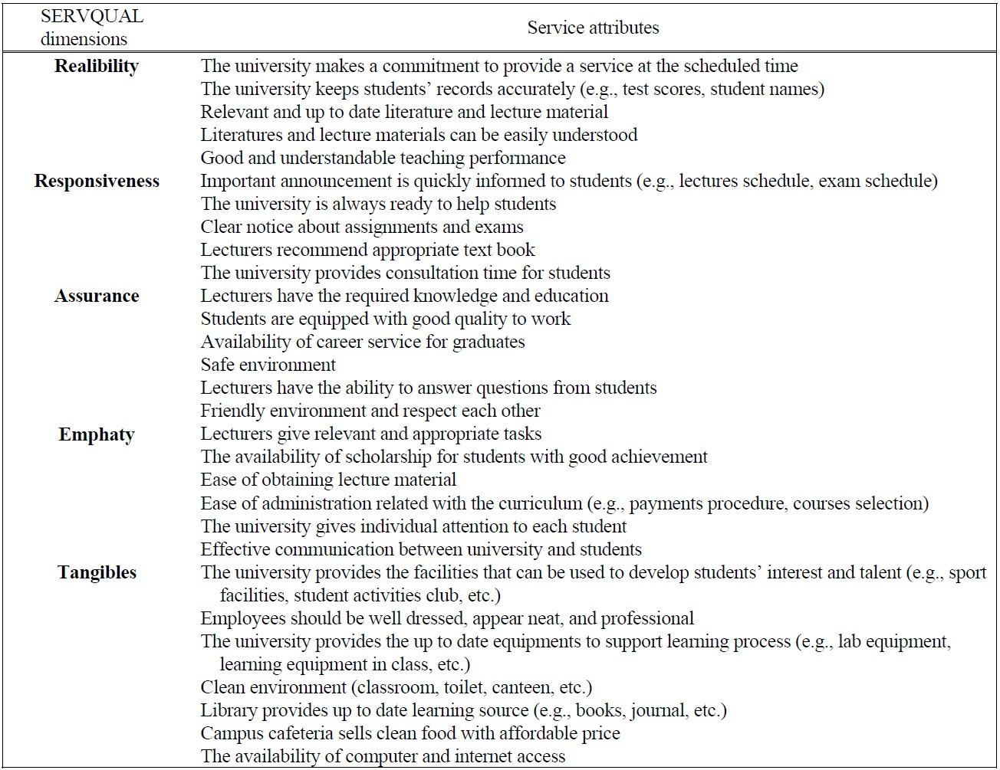 SERVQUAL
dimensions
Service attributes
Realibility The university makes a commitment to provide a service at the scheduled time
The university keeps students’ records accurately (e.g., test scores, student names)
Relevant and up to date literature and lecture material
Literatures and lecture materials can be easily understood
Good and understandable teaching performance
Responsiveness Important announcement is quickly informed to students (e.g., lectures schedule, exam schedule)
The university is always ready to help students
Clear notice about assignments and exams
Lecturers recommend appropriate text book
The university provides consultation time for students
Assurance Lecturers have the required knowledge and education
Students are equipped with good quality to work
Availability of career service for graduates
Safe environment
Lecturers have the ability to answer questions from students
Friendly environment and respect each other
Emphaty Lecturers give relevant and appropriate tasks
The availability of scholarship for students with good achievement
Ease of obtaining lecture material
Ease of administration related with the curriculum (e.g., payments procedure, courses selection)
The university gives individual attention to each student
Effective communication between university and students
Tangibles The university provides the facilities that can be used to develop students’ interest and talent (e.g., sport
facilities, student activities club, etc.)
Employees should be well dressed, appear neat, and professional
The university provides the up to date equipments to support learning process (e.g., lab equipment,
learning equipment in class, etc.)
Clean environment (classroom, toilet, canteen, etc.)
Library provides up to date learning source (e.g., books, journal, etc.)
Campus cafeteria sells clean food with affordable price
The availability of computer and internet access